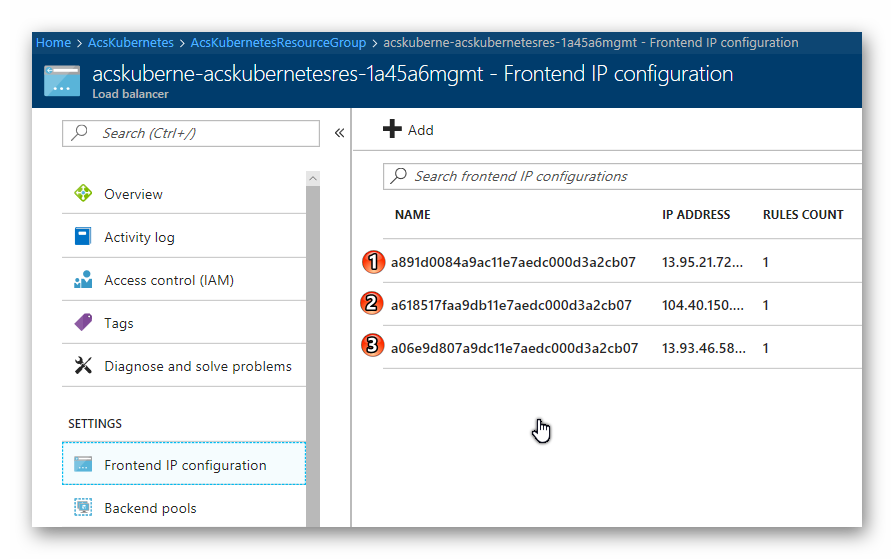 Home > AcsKubernetes > AcsKubernetesResourceGroup > acskuberne-acskubernetesres-1a45a6mgmt - Frontend IP configuration
acskuberne-acskubernetesres-1a45a6mgmt - Frontend IP configuration
Load balancer
Search (Ctrl+/)
«
Overview
Activity log
Access control (IAM)
Tags
Diagnose and solve problems
SETTINGS
Frontend IP configuration
Backend pools
Add
Search frontend IP configurations
NAME IP ADDRESS RULES COUNT
1 a891d0084a9ac11e7aedc000d3a2cb07 13.95.21.72... 1
2 a618517faa9db11e7aedc000d3a2cb07 104.40.150.... 1
3 a06e9d807a9dc11e7aedc000d3a2cb07 13.93.46.58... 1